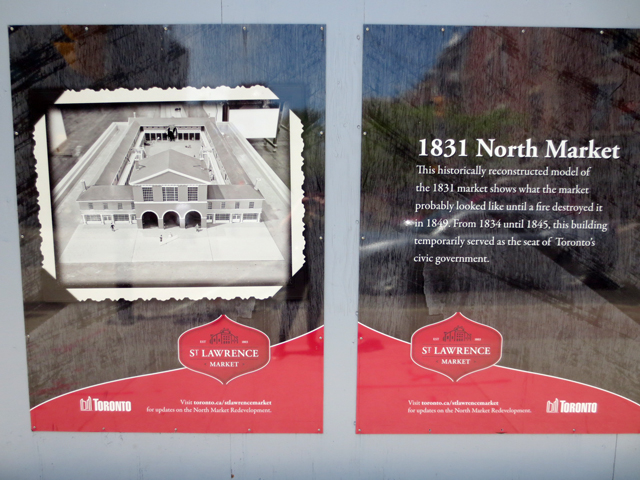 ST LAWRENCE
MARKET
TORONTO
Visit toronto.ca/stlawrencemarket
for updates on the North Market Redevelopment.
1831 North Market
This historically reconstructed model of
the 1831 market shows what the market
probably looked like until a fire destroyed it
in 1849. From 1834 until 1845, this building
temporarily served as the seat of Toronto's
civic government.
ST LAWRENCE
MARKET
Visit toronto.ca/stlawrencemarket
for updates on the North Market Redevelopment.
TORONTO